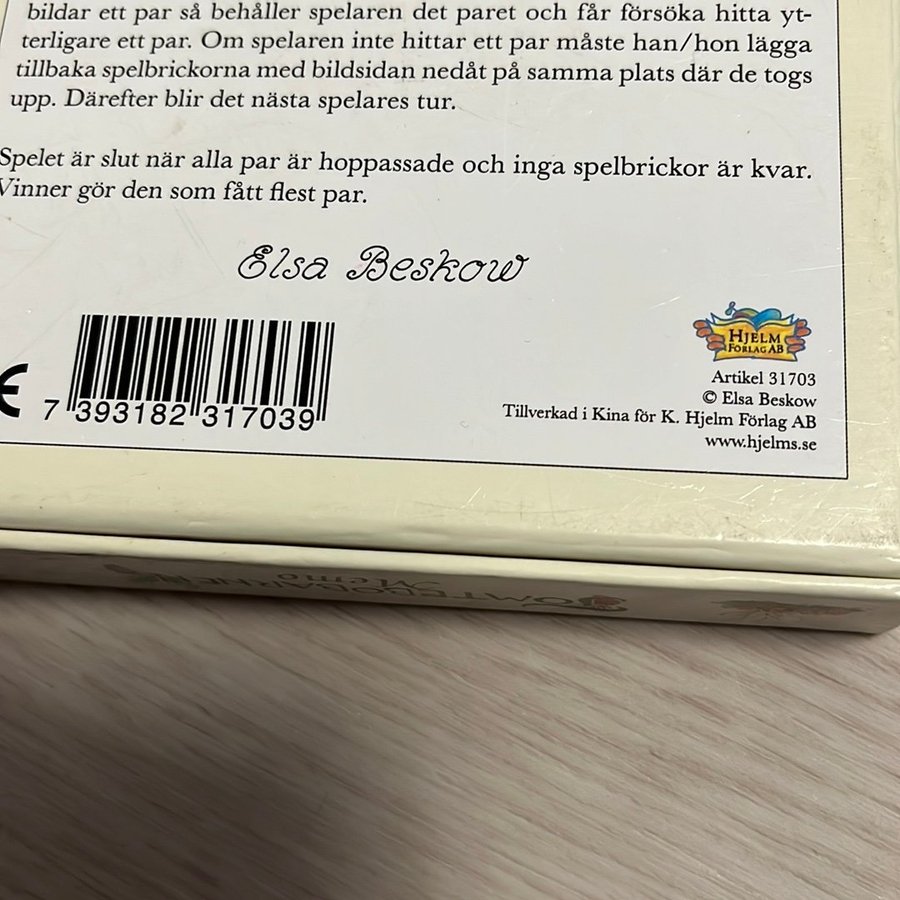 bildar ett par så behåller spelaren det paret och får försöka hitta yt-
terligare ett par. Om spelaren inte hittar ett par måste han/hon lägga
tillbaka spelbrickorna med bildsidan nedåt på samma plats där de togs
upp. Därefter blir det nästa spelares tur.
Spelet är slut när alla par är hoppassade och inga spelbrickor är kvar.
Vinner gör den som fått flest par.
Elsa Beskow
HJELM
FÖRLAG AB
Artikel 31703
© Elsa Beskow
Tillverkad i Kina för K. Hjelm Förlag AB
www.hjelms.se
CE
7 393182 317039
TOMTEBOBARNEN
Memo